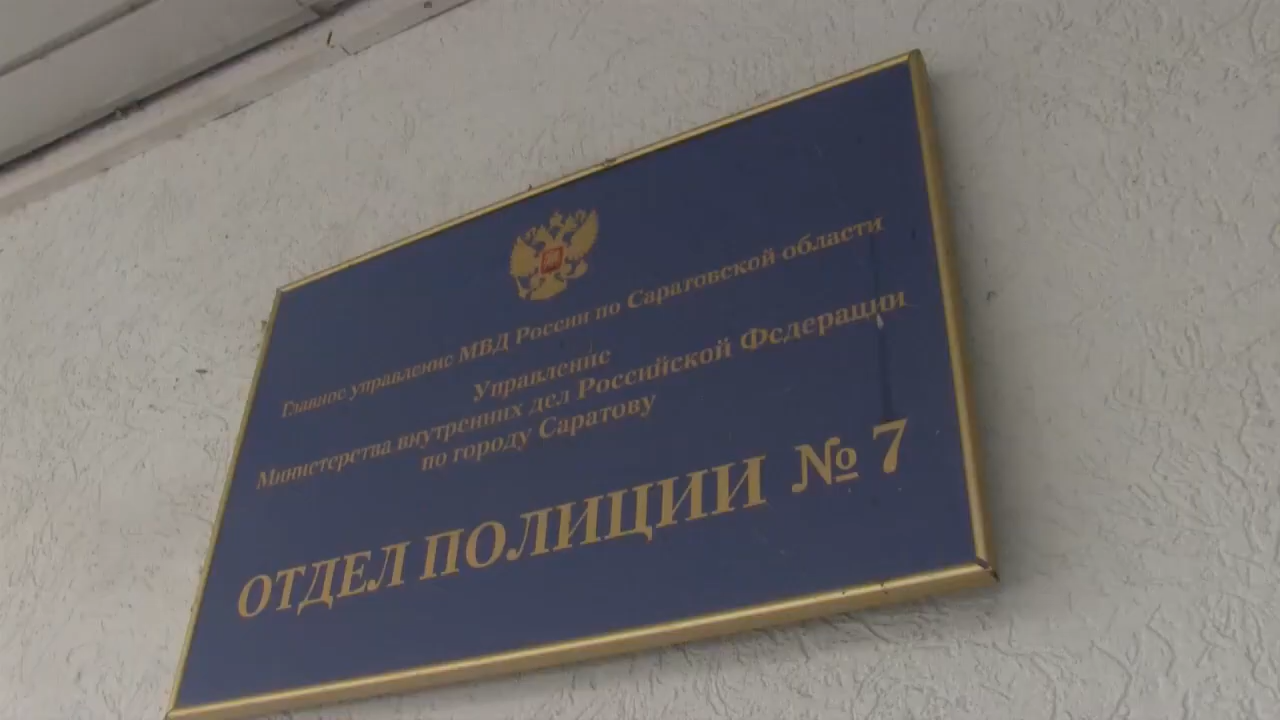 Главное управление МВД России по Саратовской области
Управление
Министерства внутренних дел Российской Федерации
по городу Саратову
ОТДЕЛ ПОЛИЦИИ № 7